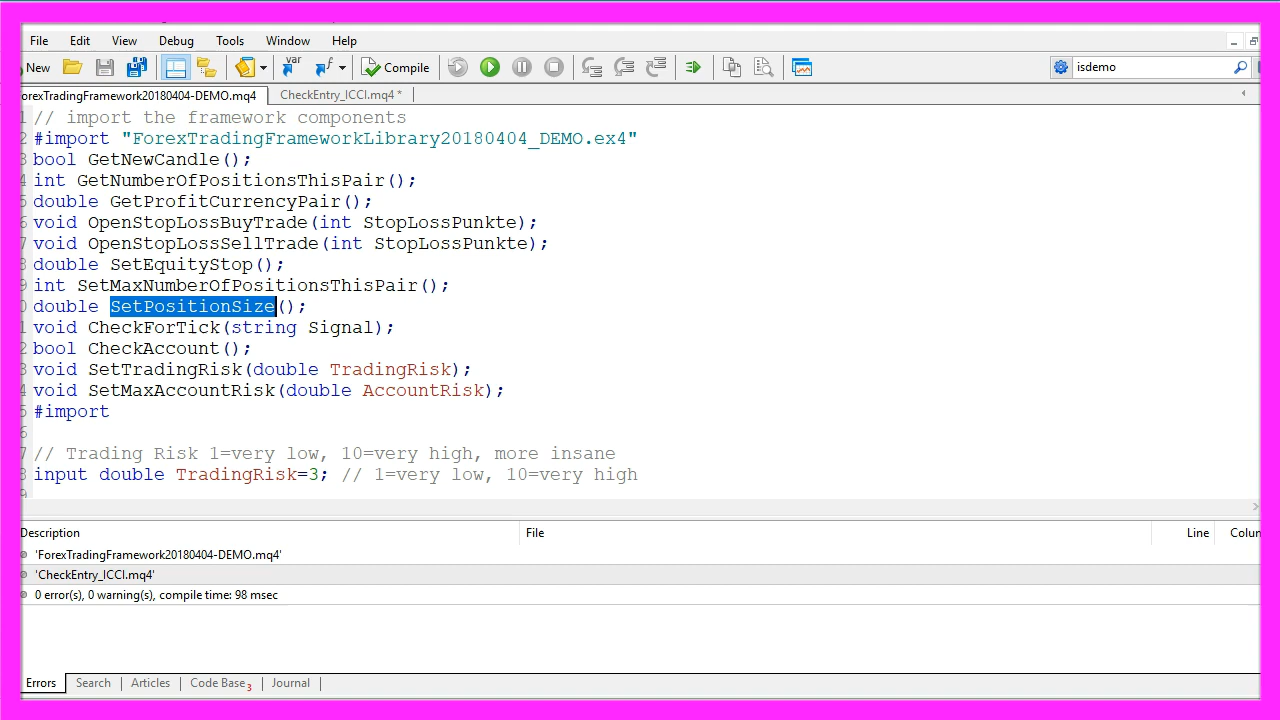 File Edit View Debug Tools Window Help
New Compile isdemo
orexTradingFramework20180404-DEMO.mq4 CheckEntry_ICCI.mq4 *
1 // import the framework components
2 #import "ForexTradingFrameworkLibrary20180404_DEMO.ex4"
3 bool GetNewCandle();
4 int GetNumberOfPositionsThisPair();
5 double GetProfitCurrencyPair();
6 void OpenStopLossBuyTrade(int StopLossPunkte);
7 void OpenStopLossSellTrade(int StopLossPunkte);
8 double SetEquityStop();
9 int SetMaxNumberOfPositionsThisPair();
0 double SetPositionSize();
1 void CheckForTick(string Signal);
2 bool CheckAccount();
3 void SetTradingRisk(double TradingRisk);
4 void SetMaxAccountRisk(double AccountRisk);
5 #import
6
7 // Trading Risk 1=very low, 10=very high, more insane
8 input double TradingRisk=3; // 1=very low, 10=very high
9
Description File Line Colun
'ForexTradingFramework20180404-DEMO.mq4'
'CheckEntry_ICCI.mq4'
0 error(s), 0 warning(s), compile time: 98 msec
Errors Search Articles Code Base 3 Journal